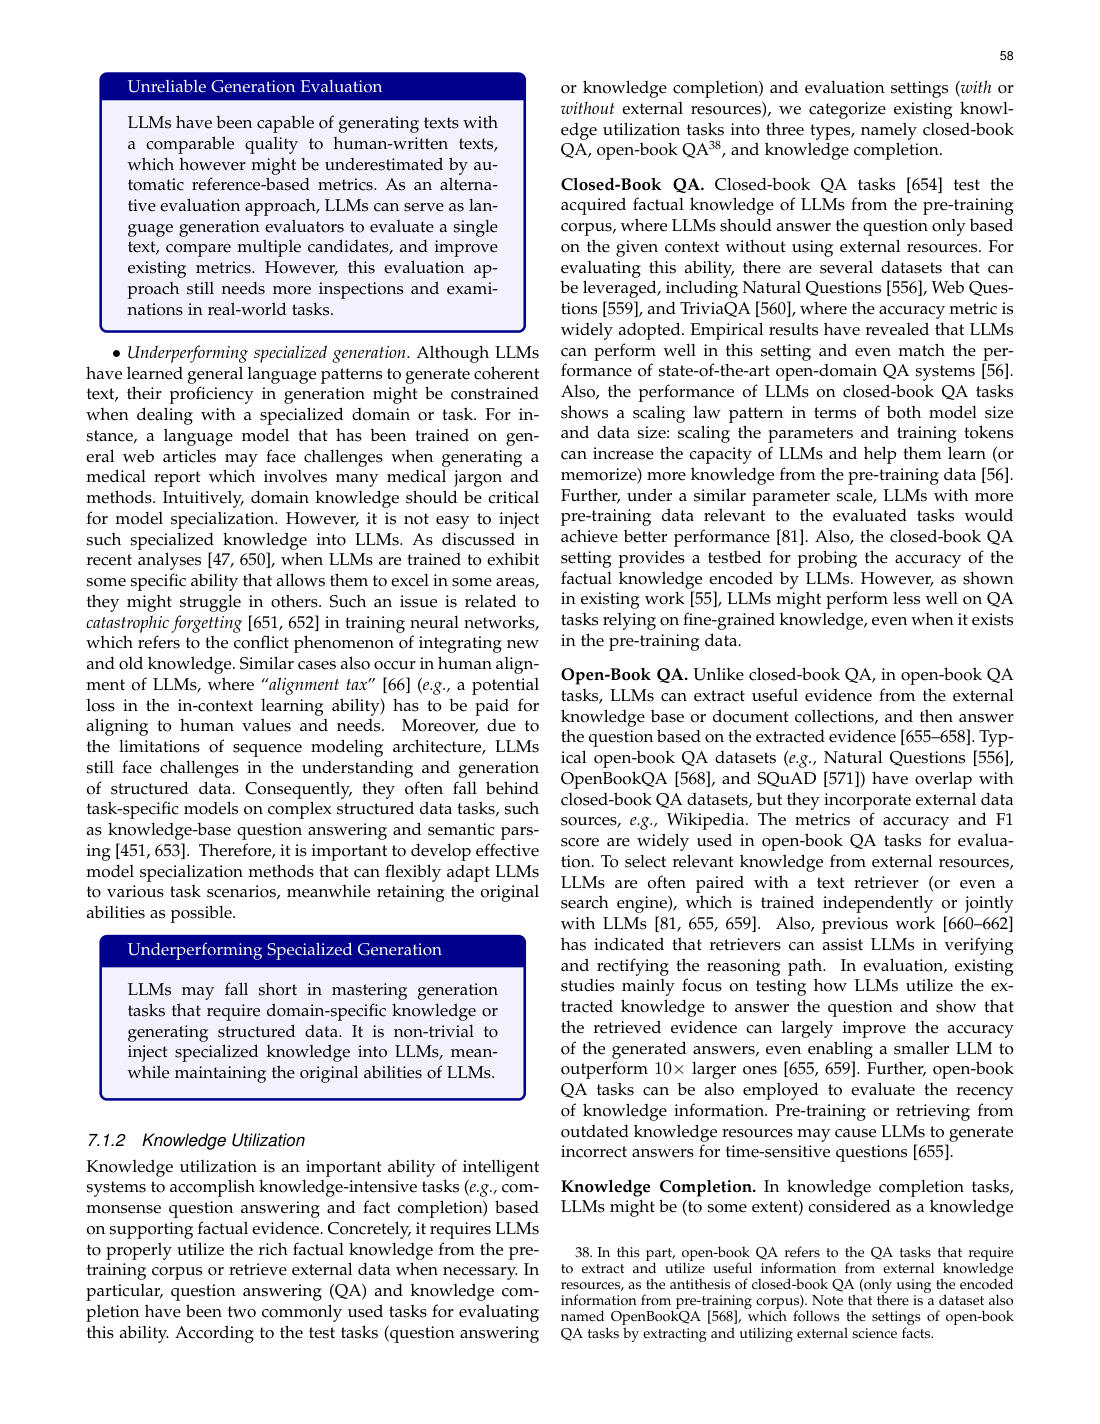 58
Unreliable Generation Evaluation
LLMs have been capable of generating texts with
a comparable quality to human-written texts,
which however might be underestimated by au-
tomatic reference-based metrics. As an alterna-
tive evaluation approach, LLMs can serve as lan-
guage generation evaluators to evaluate a single
text, compare multiple candidates, and improve
existing metrics. However, this evaluation ap-
proach still needs more inspections and exami-
nations in real-world tasks.
• Underperforming specialized generation. Although LLMs
have learned general language patterns to generate coherent
text, their proficiency in generation might be constrained
when dealing with a specialized domain or task. For in-
stance, a language model that has been trained on gen-
eral web articles may face challenges when generating a
medical report which involves many medical jargon and
methods. Intuitively, domain knowledge should be critical
for model specialization. However, it is not easy to inject
such specialized knowledge into LLMs. As discussed in
recent analyses [47, 650], when LLMs are trained to exhibit
some specific ability that allows them to excel in some areas,
they might struggle in others. Such an issue is related to
catastrophic forgetting [651, 652] in training neural networks,
which refers to the conflict phenomenon of integrating new
and old knowledge. Similar cases also occur in human align-
ment of LLMs, where “alignment tax” [66] (e.g., a potential
loss in the in-context learning ability) has to be paid for
aligning to human values and needs. Moreover, due to
the limitations of sequence modeling architecture, LLMs
still face challenges in the understanding and generation
of structured data. Consequently, they often fall behind
task-specific models on complex structured data tasks, such
as knowledge-base question answering and semantic pars-
ing [451, 653]. Therefore, it is important to develop effective
model specialization methods that can flexibly adapt LLMs
to various task scenarios, meanwhile retaining the original
abilities as possible.
Underperforming Specialized Generation
LLMs may fall short in mastering generation
tasks that require domain-specific knowledge or
generating structured data. It is non-trivial to
inject specialized knowledge into LLMs, mean-
while maintaining the original abilities of LLMs.
7.1.2 Knowledge Utilization
Knowledge utilization is an important ability of intelligent
systems to accomplish knowledge-intensive tasks (e.g., com-
monsense question answering and fact completion) based
on supporting factual evidence. Concretely, it requires LLMs
to properly utilize the rich factual knowledge from the pre-
training corpus or retrieve external data when necessary. In
particular, question answering (QA) and knowledge com-
pletion have been two commonly used tasks for evaluating
this ability. According to the test tasks (question answering
or knowledge completion) and evaluation settings (with or
without external resources), we categorize existing knowl-
edge utilization tasks into three types, namely closed-book
QA, open-book QA³⁸, and knowledge completion.
Closed-Book QA. Closed-book QA tasks [654] test the
acquired factual knowledge of LLMs from the pre-training
corpus, where LLMs should answer the question only based
on the given context without using external resources. For
evaluating this ability, there are several datasets that can
be leveraged, including Natural Questions [556], Web Ques-
tions [559], and TriviaQA [560], where the accuracy metric is
widely adopted. Empirical results have revealed that LLMs
can perform well in this setting and even match the per-
formance of state-of-the-art open-domain QA systems [56].
Also, the performance of LLMs on closed-book QA tasks
shows a scaling law pattern in terms of both model size
and data size: scaling the parameters and training tokens
can increase the capacity of LLMs and help them learn (or
memorize) more knowledge from the pre-training data [56].
Further, under a similar parameter scale, LLMs with more
pre-training data relevant to the evaluated tasks would
achieve better performance [81]. Also, the closed-book QA
setting provides a testbed for probing the accuracy of the
factual knowledge encoded by LLMs. However, as shown
in existing work [55], LLMs might perform less well on QA
tasks relying on fine-grained knowledge, even when it exists
in the pre-training data.
Open-Book QA. Unlike closed-book QA, in open-book QA
tasks, LLMs can extract useful evidence from the external
knowledge base or document collections, and then answer
the question based on the extracted evidence [655–658]. Typ-
ical open-book QA datasets (e.g., Natural Questions [556],
OpenBookQA [568], and SQuAD [571]) have overlap with
closed-book QA datasets, but they incorporate external data
sources, e.g., Wikipedia. The metrics of accuracy and F1
score are widely used in open-book QA tasks for evalua-
tion. To select relevant knowledge from external resources,
LLMs are often paired with a text retriever (or even a
search engine), which is trained independently or jointly
with LLMs [81, 655, 659]. Also, previous work [660–662]
has indicated that retrievers can assist LLMs in verifying
and rectifying the reasoning path. In evaluation, existing
studies mainly focus on testing how LLMs utilize the ex-
tracted knowledge to answer the question and show that
the retrieved evidence can largely improve the accuracy
of the generated answers, even enabling a smaller LLM to
outperform 10× larger ones [655, 659]. Further, open-book
QA tasks can be also employed to evaluate the recency
of knowledge information. Pre-training or retrieving from
outdated knowledge resources may cause LLMs to generate
incorrect answers for time-sensitive questions [655].
Knowledge Completion. In knowledge completion tasks,
LLMs might be (to some extent) considered as a knowledge
38. In this part, open-book QA refers to the QA tasks that require
to extract and utilize useful information from external knowledge
resources, as the antithesis of closed-book QA (only using the encoded
information from pre-training corpus). Note that there is a dataset also
named OpenBookQA [568], which follows the settings of open-book
QA tasks by extracting and utilizing external science facts.